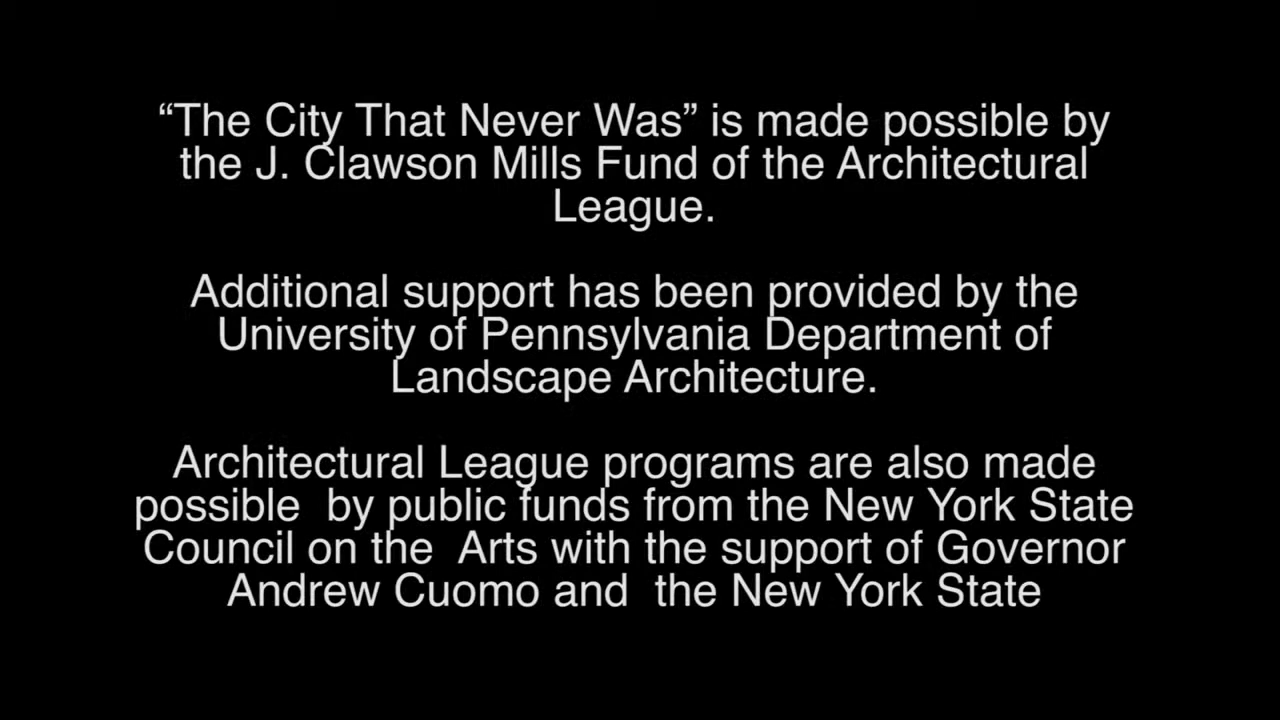 “The City That Never Was” is made possible by
the J. Clawson Mills Fund of the Architectural
League.
Additional support has been provided by the
University of Pennsylvania Department of
Landscape Architecture.
Architectural League programs are also made
possible  by public funds from the New York State
Council on the  Arts with the support of Governor
Andrew Cuomo and  the New York State